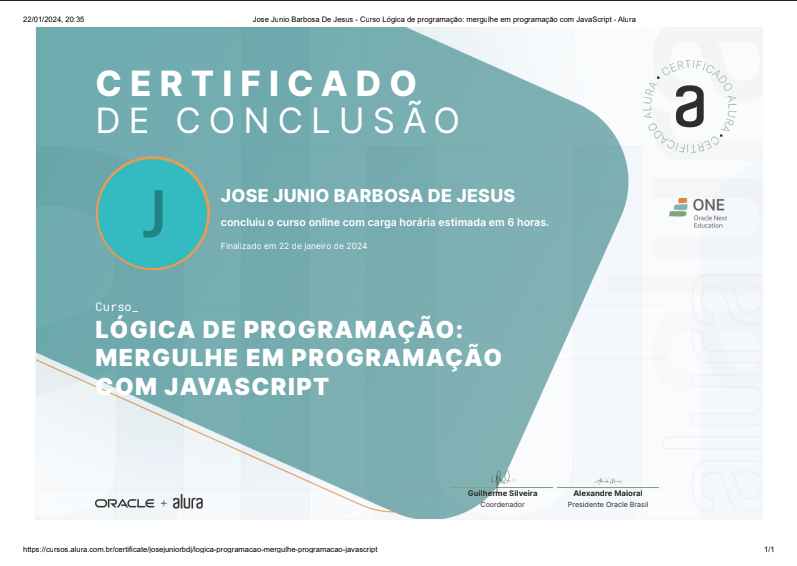 22/01/2024, 20:35
Jose Junio Barbosa De Jesus - Curso Lógica de programação: mergulhe em programação com JavaScript - Alura
CERTIFICADO
DE CONCLUSÃO
a
CERTIFICADO ALURA • CERTIFICADO ALURA •
J
JOSE JUNIO BARBOSA DE JESUS
concluiu o curso online com carga horária estimada em 6 horas.
Finalizado em 22 de janeiro de 2024
ONE
Oracle Next
Education
Curso_
LÓGICA DE PROGRAMAÇÃO:
MERGULHE EM PROGRAMAÇÃO
COM JAVASCRIPT
alura
ORACLE + alura
Guilherme Silveira
Coordenador
Alexandre Maioral
Presidente Oracle Brasil
https://cursos.alura.com.br/certificate/josejuniorbdj/logica-programacao-mergulhe-programacao-javascript
1/1